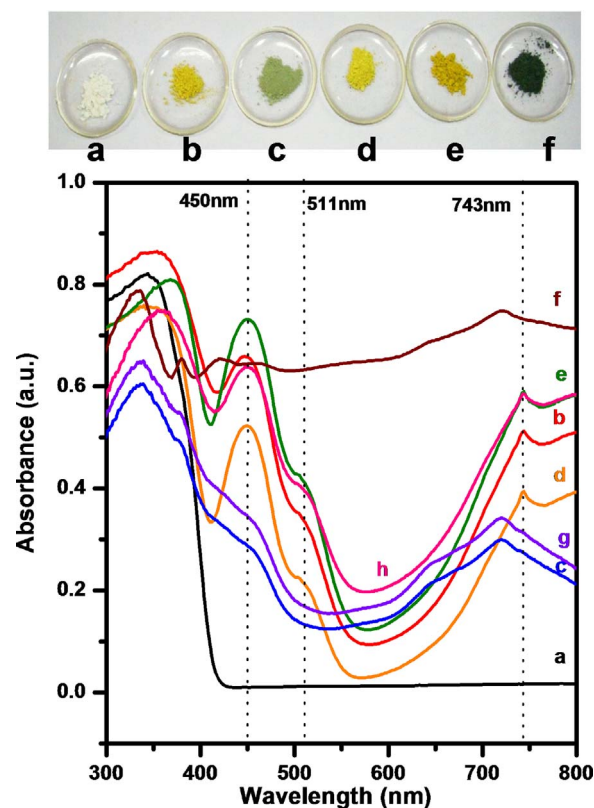 a b c d e f
1.0
450nm 511nm 743nm
0.8
f
0.6
e
b
0.4
d
g
h c
0.2
a
0.0
300 400 500 600 700 800
Absorbance (a.u.)
Wavelength (nm)